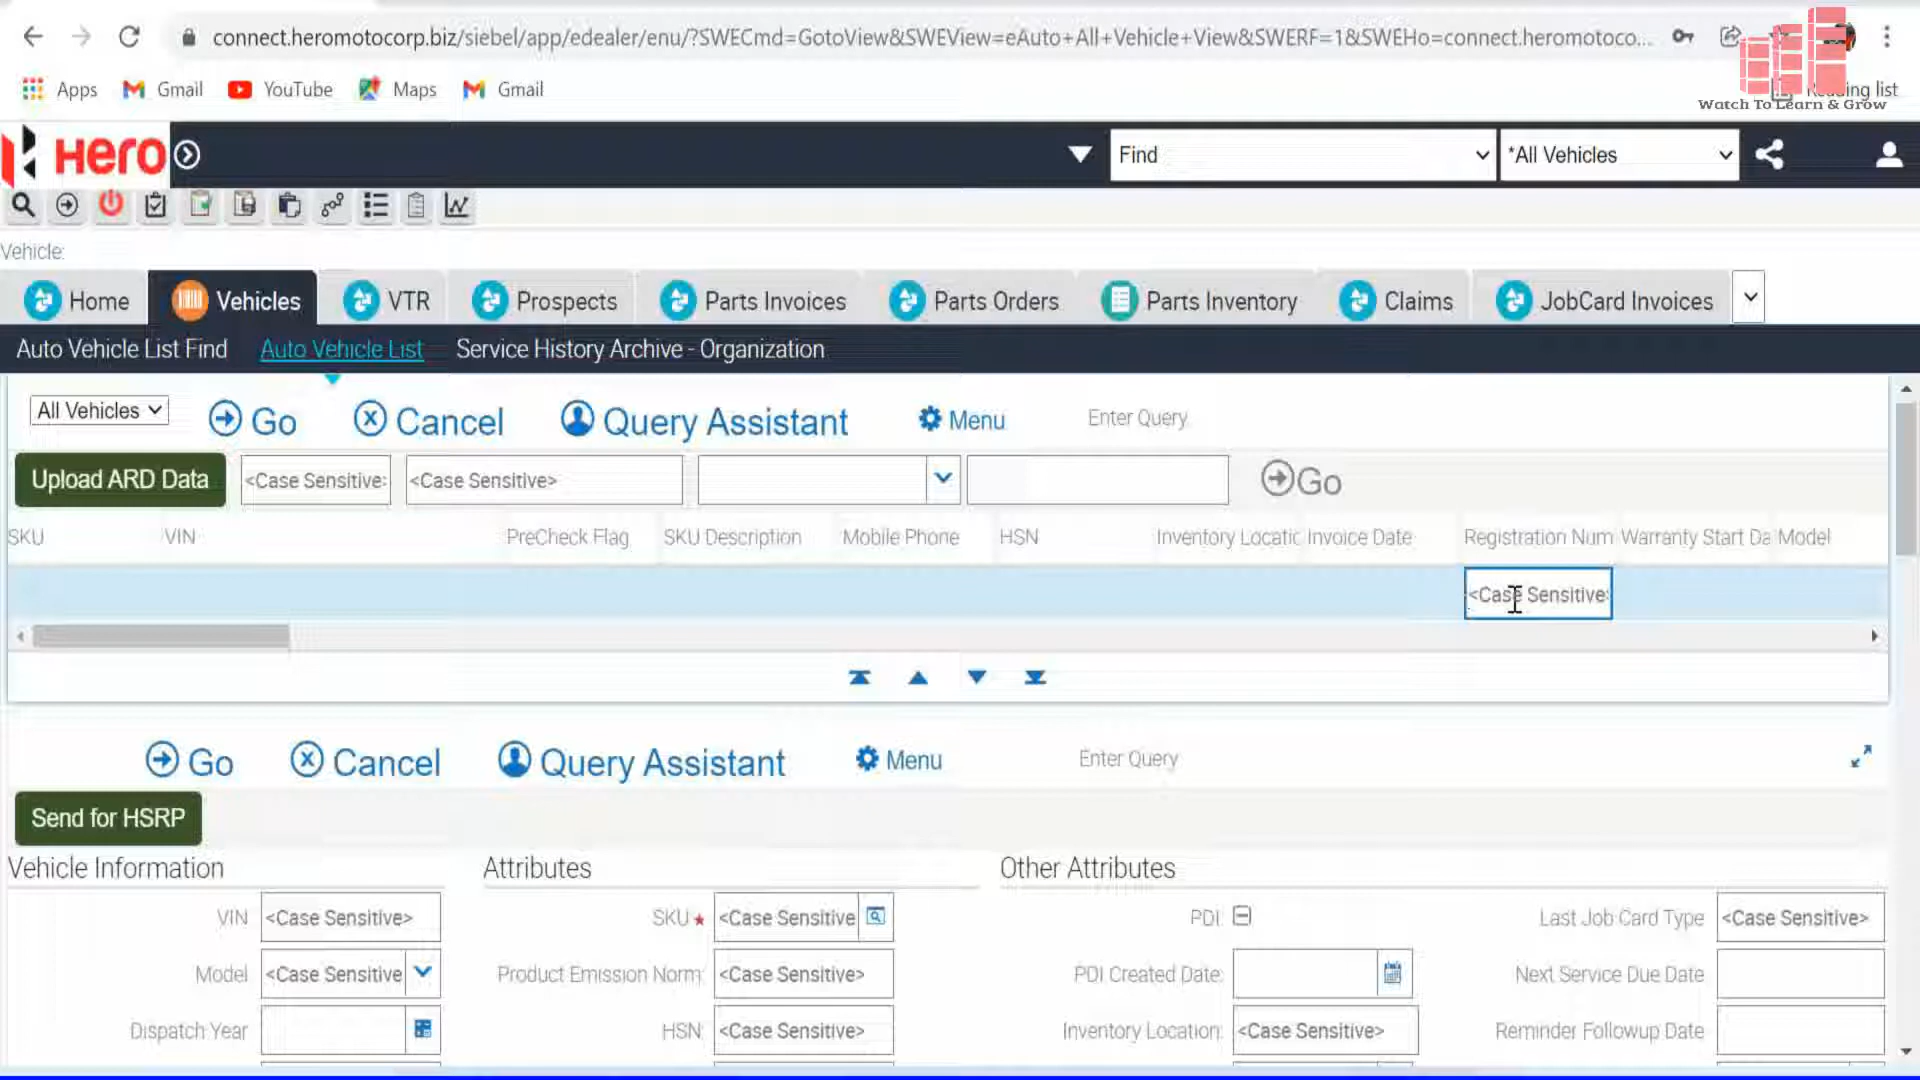 connect.heromotocorp.biz/siebel/app/edealer/enu/?SWECmd=GotoView&SWEView=eAuto+All+Vehicle+View&SWERF=1&SWEHo=connect.heromotoco...
Apps Gmail YouTube Maps Gmail Reading list
Watch To Learn & Grow
Hero Find *All Vehicles
Vehicle:
Home Vehicles VTR Prospects Parts Invoices Parts Orders Parts Inventory Claims JobCard Invoices
Auto Vehicle List Find Auto Vehicle List Service History Archive - Organization
All Vehicles Go Cancel Query Assistant Menu Enter Query
Upload ARD Data <Case Sensitive> <Case Sensitive> Go
SKU VIN PreCheck Flag SKU Description Mobile Phone HSN Inventory Locatic Invoice Date Registration Num Warranty Start Da Model
<Case Sensitive>
Go Cancel Query Assistant Menu Enter Query
Send for HSRP
Vehicle Information Attributes Other Attributes
VIN <Case Sensitive> SKU★ <Case Sensitive PDI Last Job Card Type <Case Sensitive>
Model <Case Sensitive Product Emission Norm: <Case Sensitive> PDI Created Date: Next Service Due Date
Dispatch Year HSN: <Case Sensitive> Inventory Location: <Case Sensitive> Reminder Followup Date